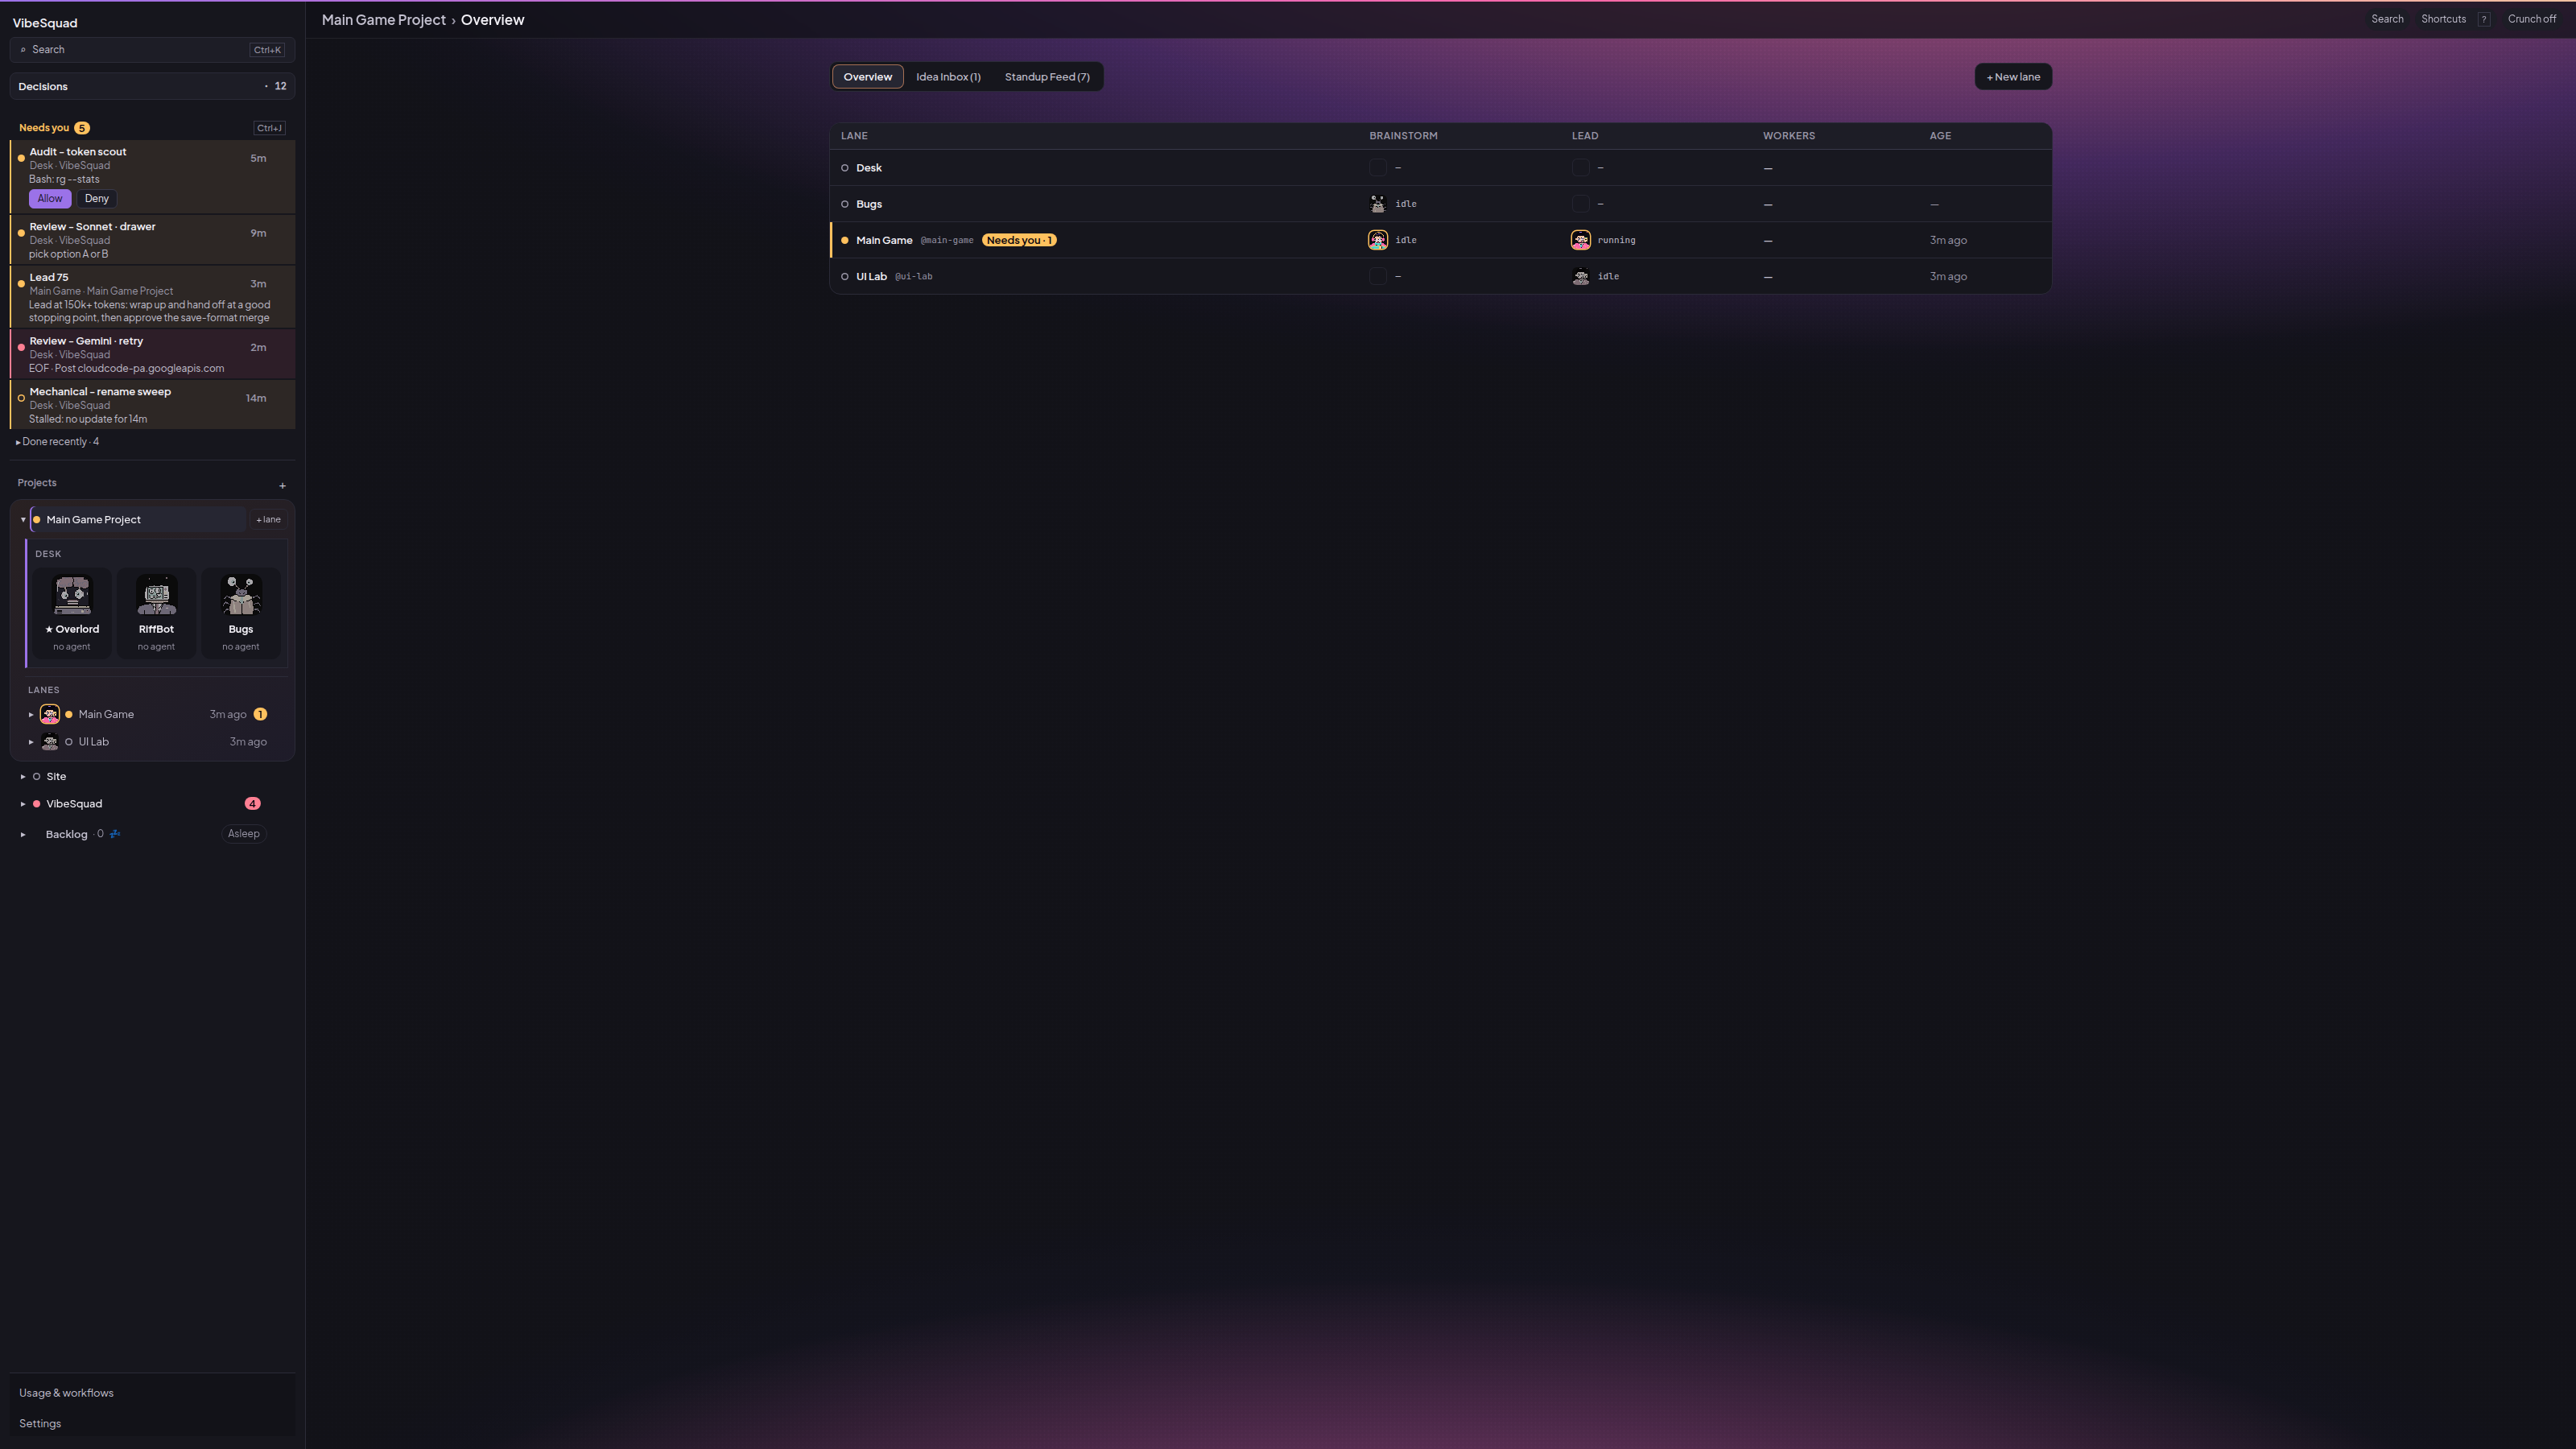 VibeSquad
Search Ctrl+K
Decisions · 12
Needs you 5 Ctrl+J
Audit – token scout 5m
Desk · VibeSquad
Bash: rg --stats
Allow Deny
Review – Sonnet · drawer 9m
Desk · VibeSquad
pick option A or B
Lead 75 3m
Main Game · Main Game Project
Lead at 150k+ tokens: wrap up and hand off at a good
stopping point, then approve the save-format merge
Review – Gemini · retry 2m
Desk · VibeSquad
EOF · Post cloudcode-pa.googleapis.com
Mechanical – rename sweep 14m
Desk · VibeSquad
Stalled: no update for 14m
▸ Done recently · 4
Projects +
▾ Main Game Project + lane
DESK
★ Overlord RiffBot Bugs
no agent no agent no agent
LANES
▸ Main Game 3m ago 1
▸ UI Lab 3m ago
▸ Site
▸ VibeSquad 4
▸ Backlog · 0 💤 Asleep
Usage & workflows
Settings
Main Game Project › Overview Search Shortcuts ? Crunch off
Overview Idea Inbox (1) Standup Feed (7) + New lane
LANE BRAINSTORM LEAD WORKERS AGE
Desk – – —
Bugs idle – — —
Main Game @main-game Needs you · 1 idle running — 3m ago
UI Lab @ui-lab – idle — 3m ago